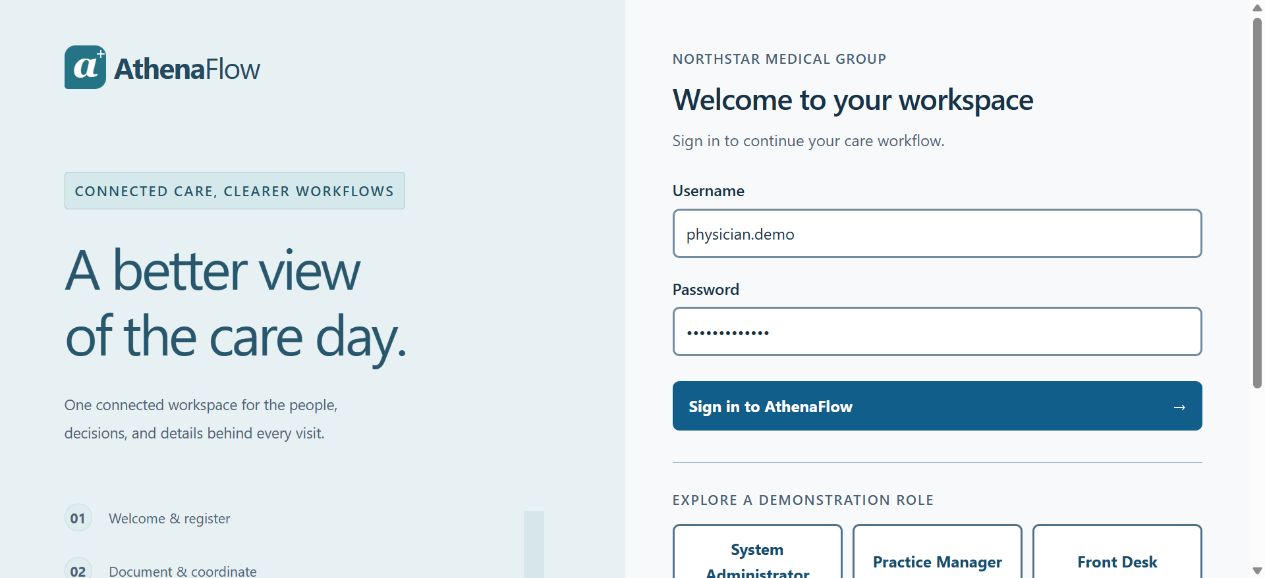 a+ AthenaFlow
CONNECTED CARE, CLEARER WORKFLOWS
A better view
of the care day.
One connected workspace for the people,
decisions, and details behind every visit.
01 Welcome & register
02 Document & coordinate
NORTHSTAR MEDICAL GROUP
Welcome to your workspace
Sign in to continue your care workflow.
Username
physician.demo
Password
•••••••••••••
Sign in to AthenaFlow →
EXPLORE A DEMONSTRATION ROLE
System
Administrator
Practice Manager
Front Desk